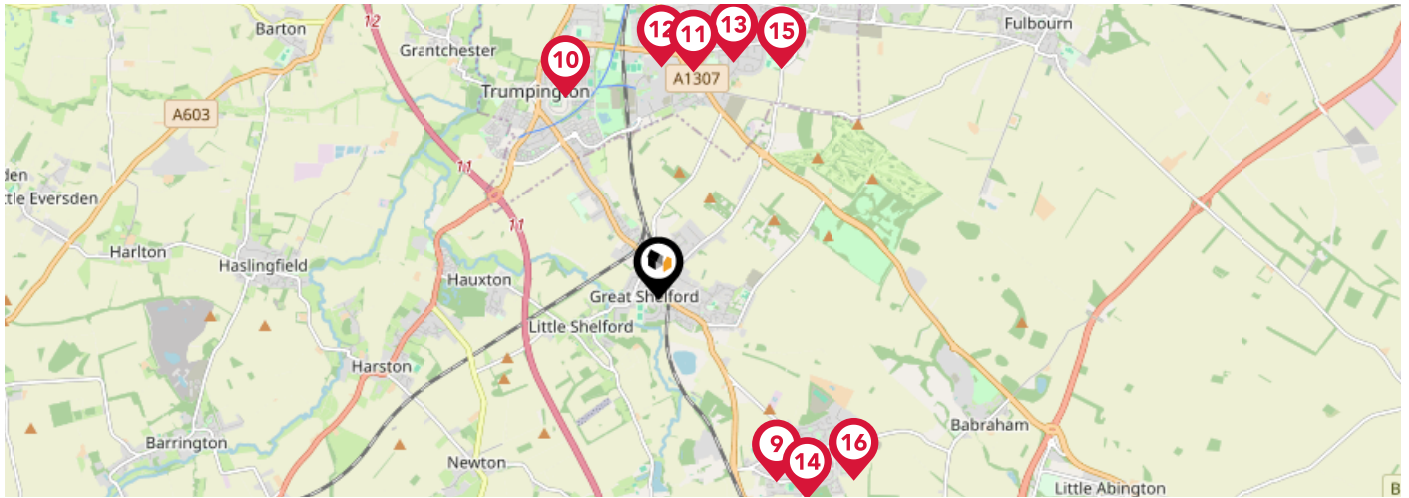 12
Barton
Grantchester
12
11
13
15
Fulbourn
10
Trumpington
A1307
A603
11
ttle Eversden
11
Harlton
Haslingfield
Hauxton
Great Shelford
Little Shelford
Harston
Babraham
Barrington
9
14
16
Newton
Little Abington
B
den